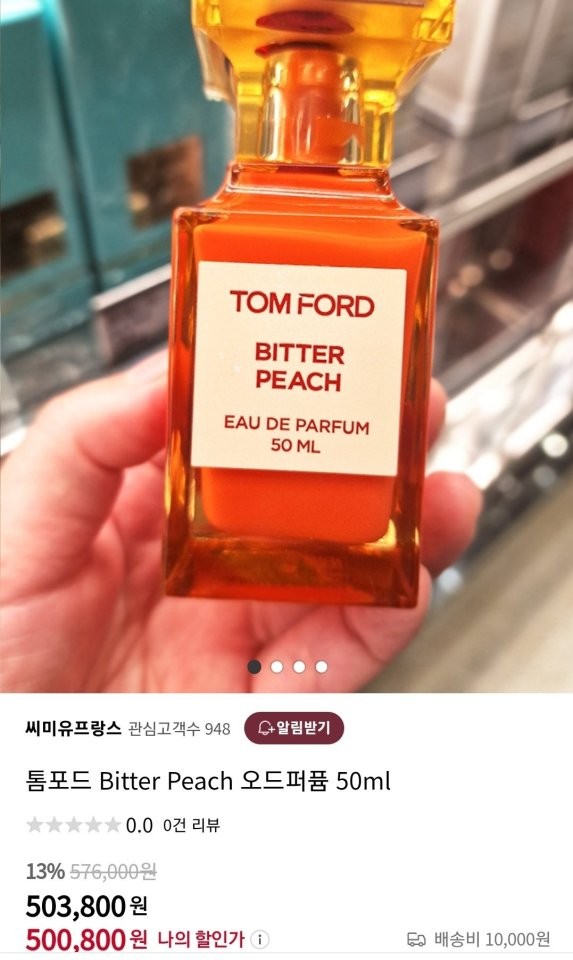 TOM FORD
BITTER
PEACH
EAU DE PARFUM
50 ML
씨미유프랑스 관심고객수 948 알림받기
톰포드 Bitter Peach 오드퍼퓸 50ml
0.0 0건 리뷰
13% 576,000원
503,800원
500,800원 나의 할인가 배송비 10,000원